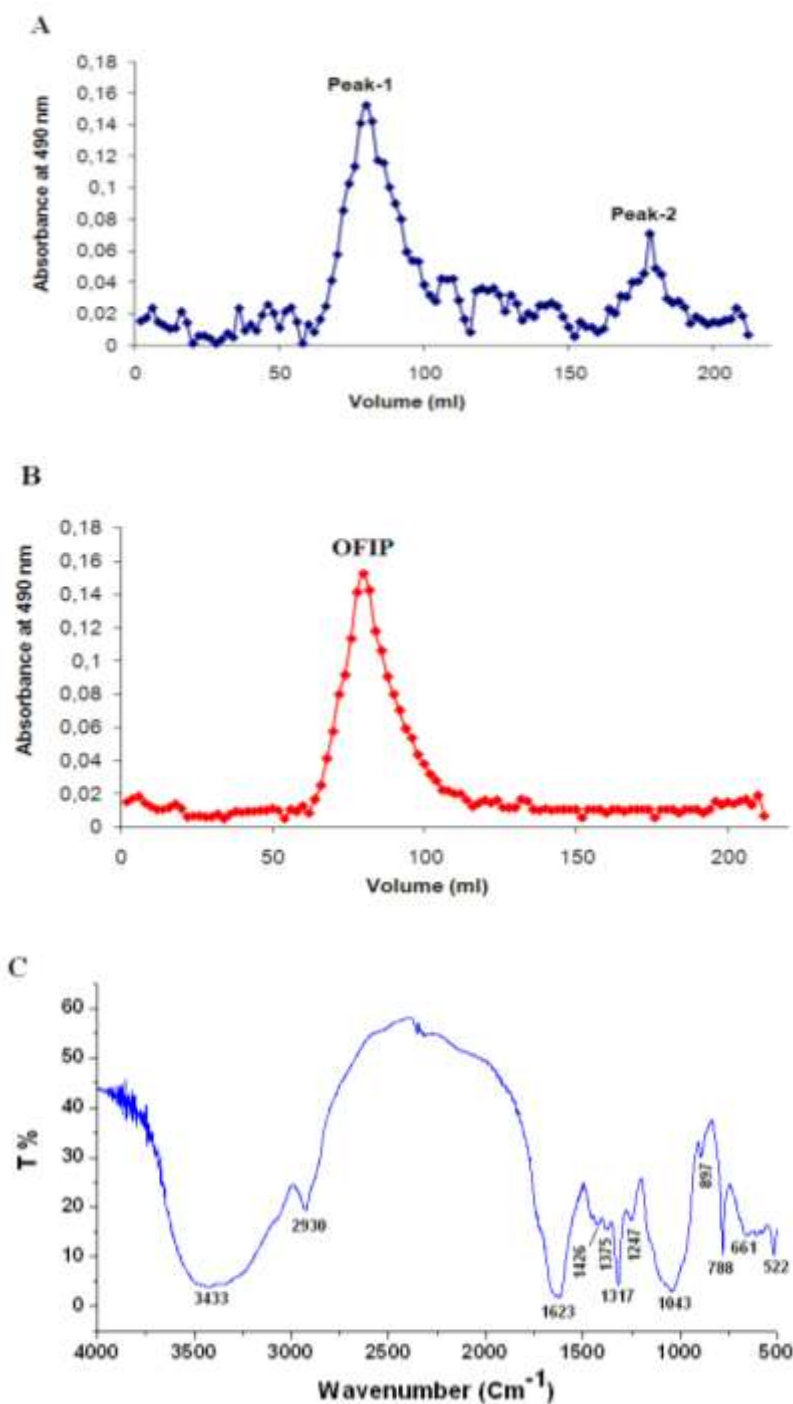 A
0,18
0,16
0,14
0,12
0,1
0,08
0,06
0,04
0,02
0
Absorbance at 490 nm
Peak-1
Peak-2
0 50 100 150 200
Volume (ml)
B
0,18
0,16
0,14
0,12
0,1
0,08
0,06
0,04
0,02
0
Absorbance at 490 nm
OFIP
0 50 100 150 200
Volume (ml)
C
60
50
40
30
20
10
0
T %
3433
2930
1623
1426
1375
1317
1247
1043
897
788
661
522
4000 3500 3000 2500 2000 1500 1000 500
Wavenumber (Cm⁻¹)